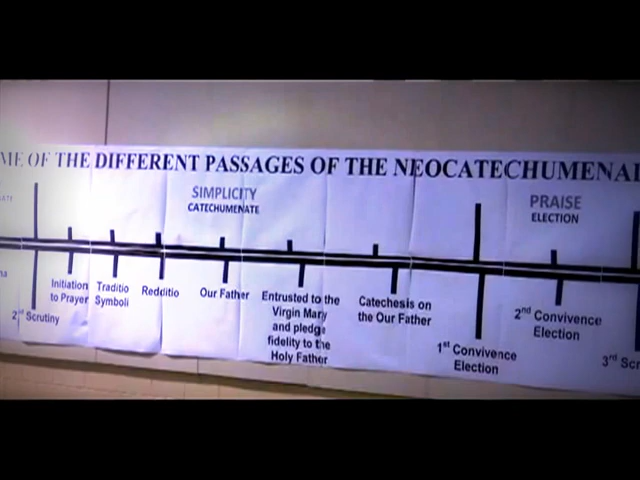 ME OF THE DIFFERENT PASSAGES OF THE NEOCATECHUMENAL
SIMPLICITY
CATECHUMENATE
PRAISE
ELECTION
2nd Scrutiny
Initiation
to Prayer
Traditio
Symboli
Redditio
Our Father
Entrusted to the
Virgin Mary
and pledge
fidelity to the
Holy Father
Catechesis on
the Our Father
1st Convivence
Election
2nd Convivence
Election
3rd Scr